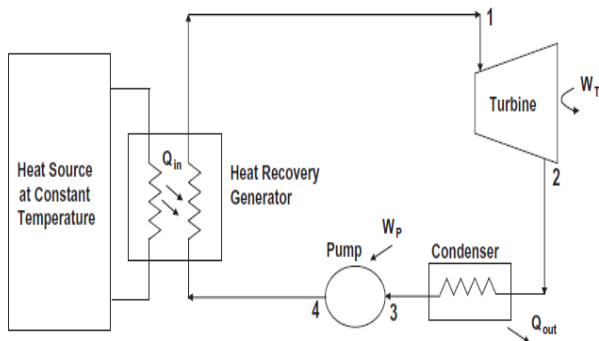 1
Turbine
W_T
2
Heat Source
at Constant
Temperature
Q_in
Heat Recovery
Generator
W_P
Pump
Condenser
4
3
Q_out